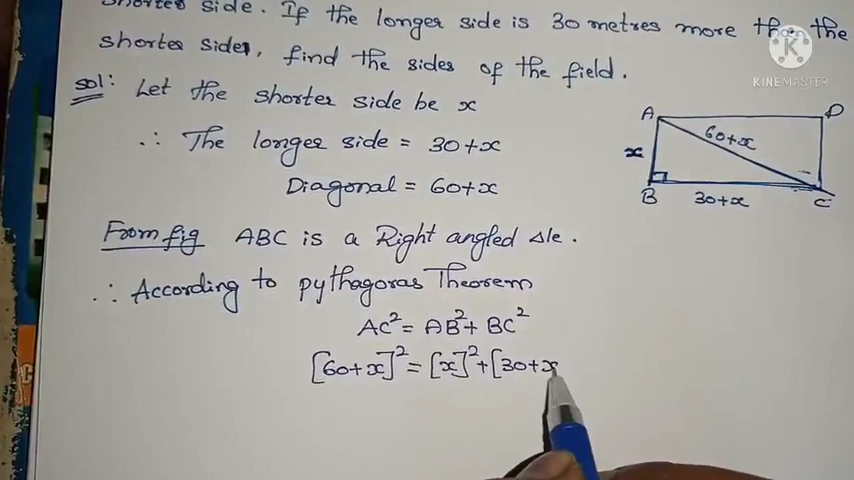 shorter side. If the longer side is 30 metres more than the
shorter side, find the sides of the field.
sol: Let the shorter side be x
∴ The longer side = 30+x
Diagonal = 60+x
From fig ABC is a Right angled Δle.
∴ According to pythagoras Theorem
AC² = AB² + BC²
[60+x]² = [x]² + [30+x
A
D
60+x
x
B
30+x
C
K
KINEMASTER